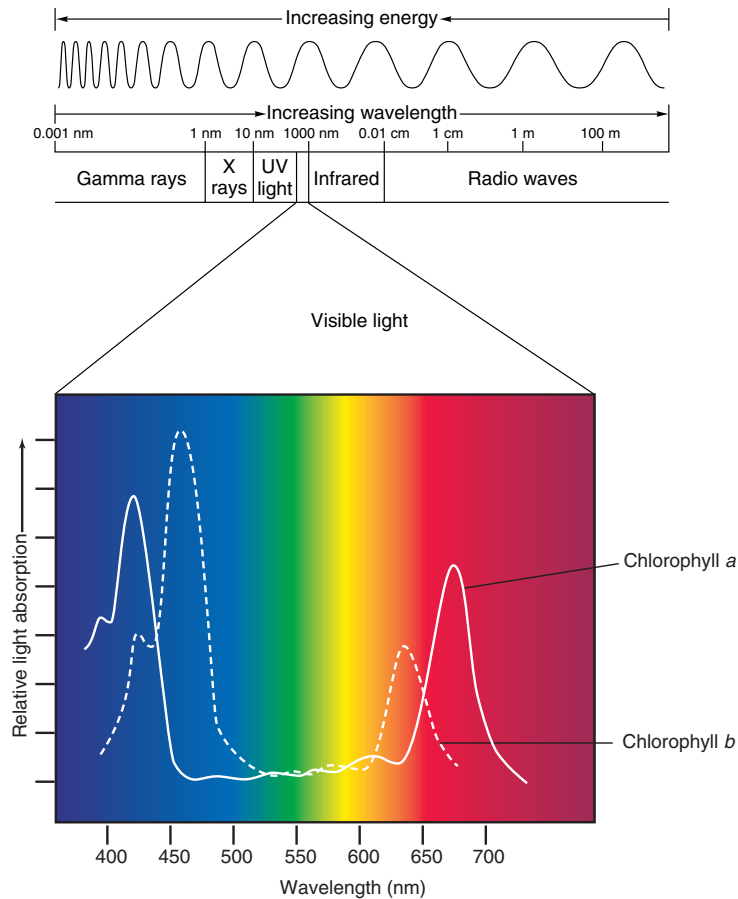 Increasing energy
Increasing wavelength
0.001 nm 1 nm 10 nm 1000 nm 0.01 cm 1 cm 1 m 100 m
Gamma rays
X rays
UV light
Infrared
Radio waves
Visible light
Relative light absorption
Chlorophyll a
Chlorophyll b
400 450 500 550 600 650 700
Wavelength (nm)